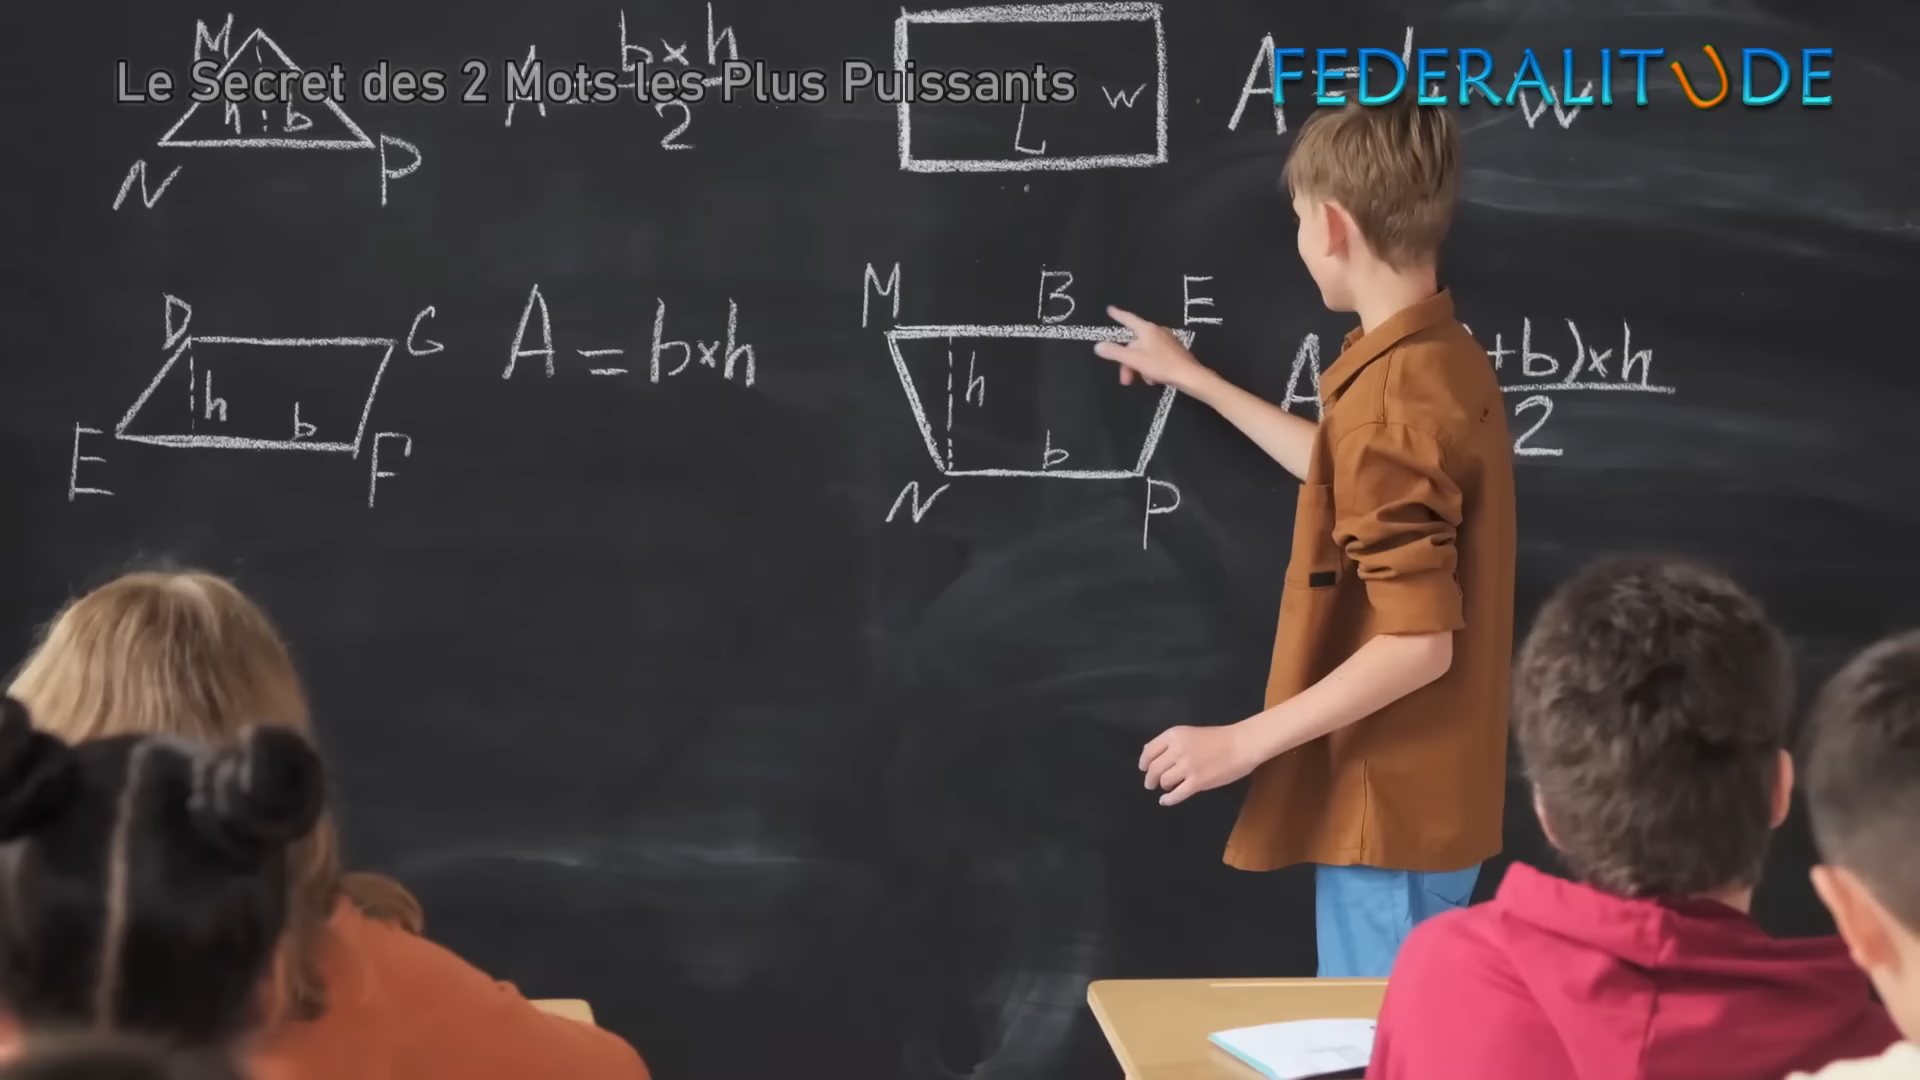 Le Secret des 2 Mots les Plus Puissants
FEDERALITUDE
M
h b
N P
A = b×h
2
L
W
A = w
D G
h b
E F
A = b×h
M B E
h
b
N P
A +b)×h
2